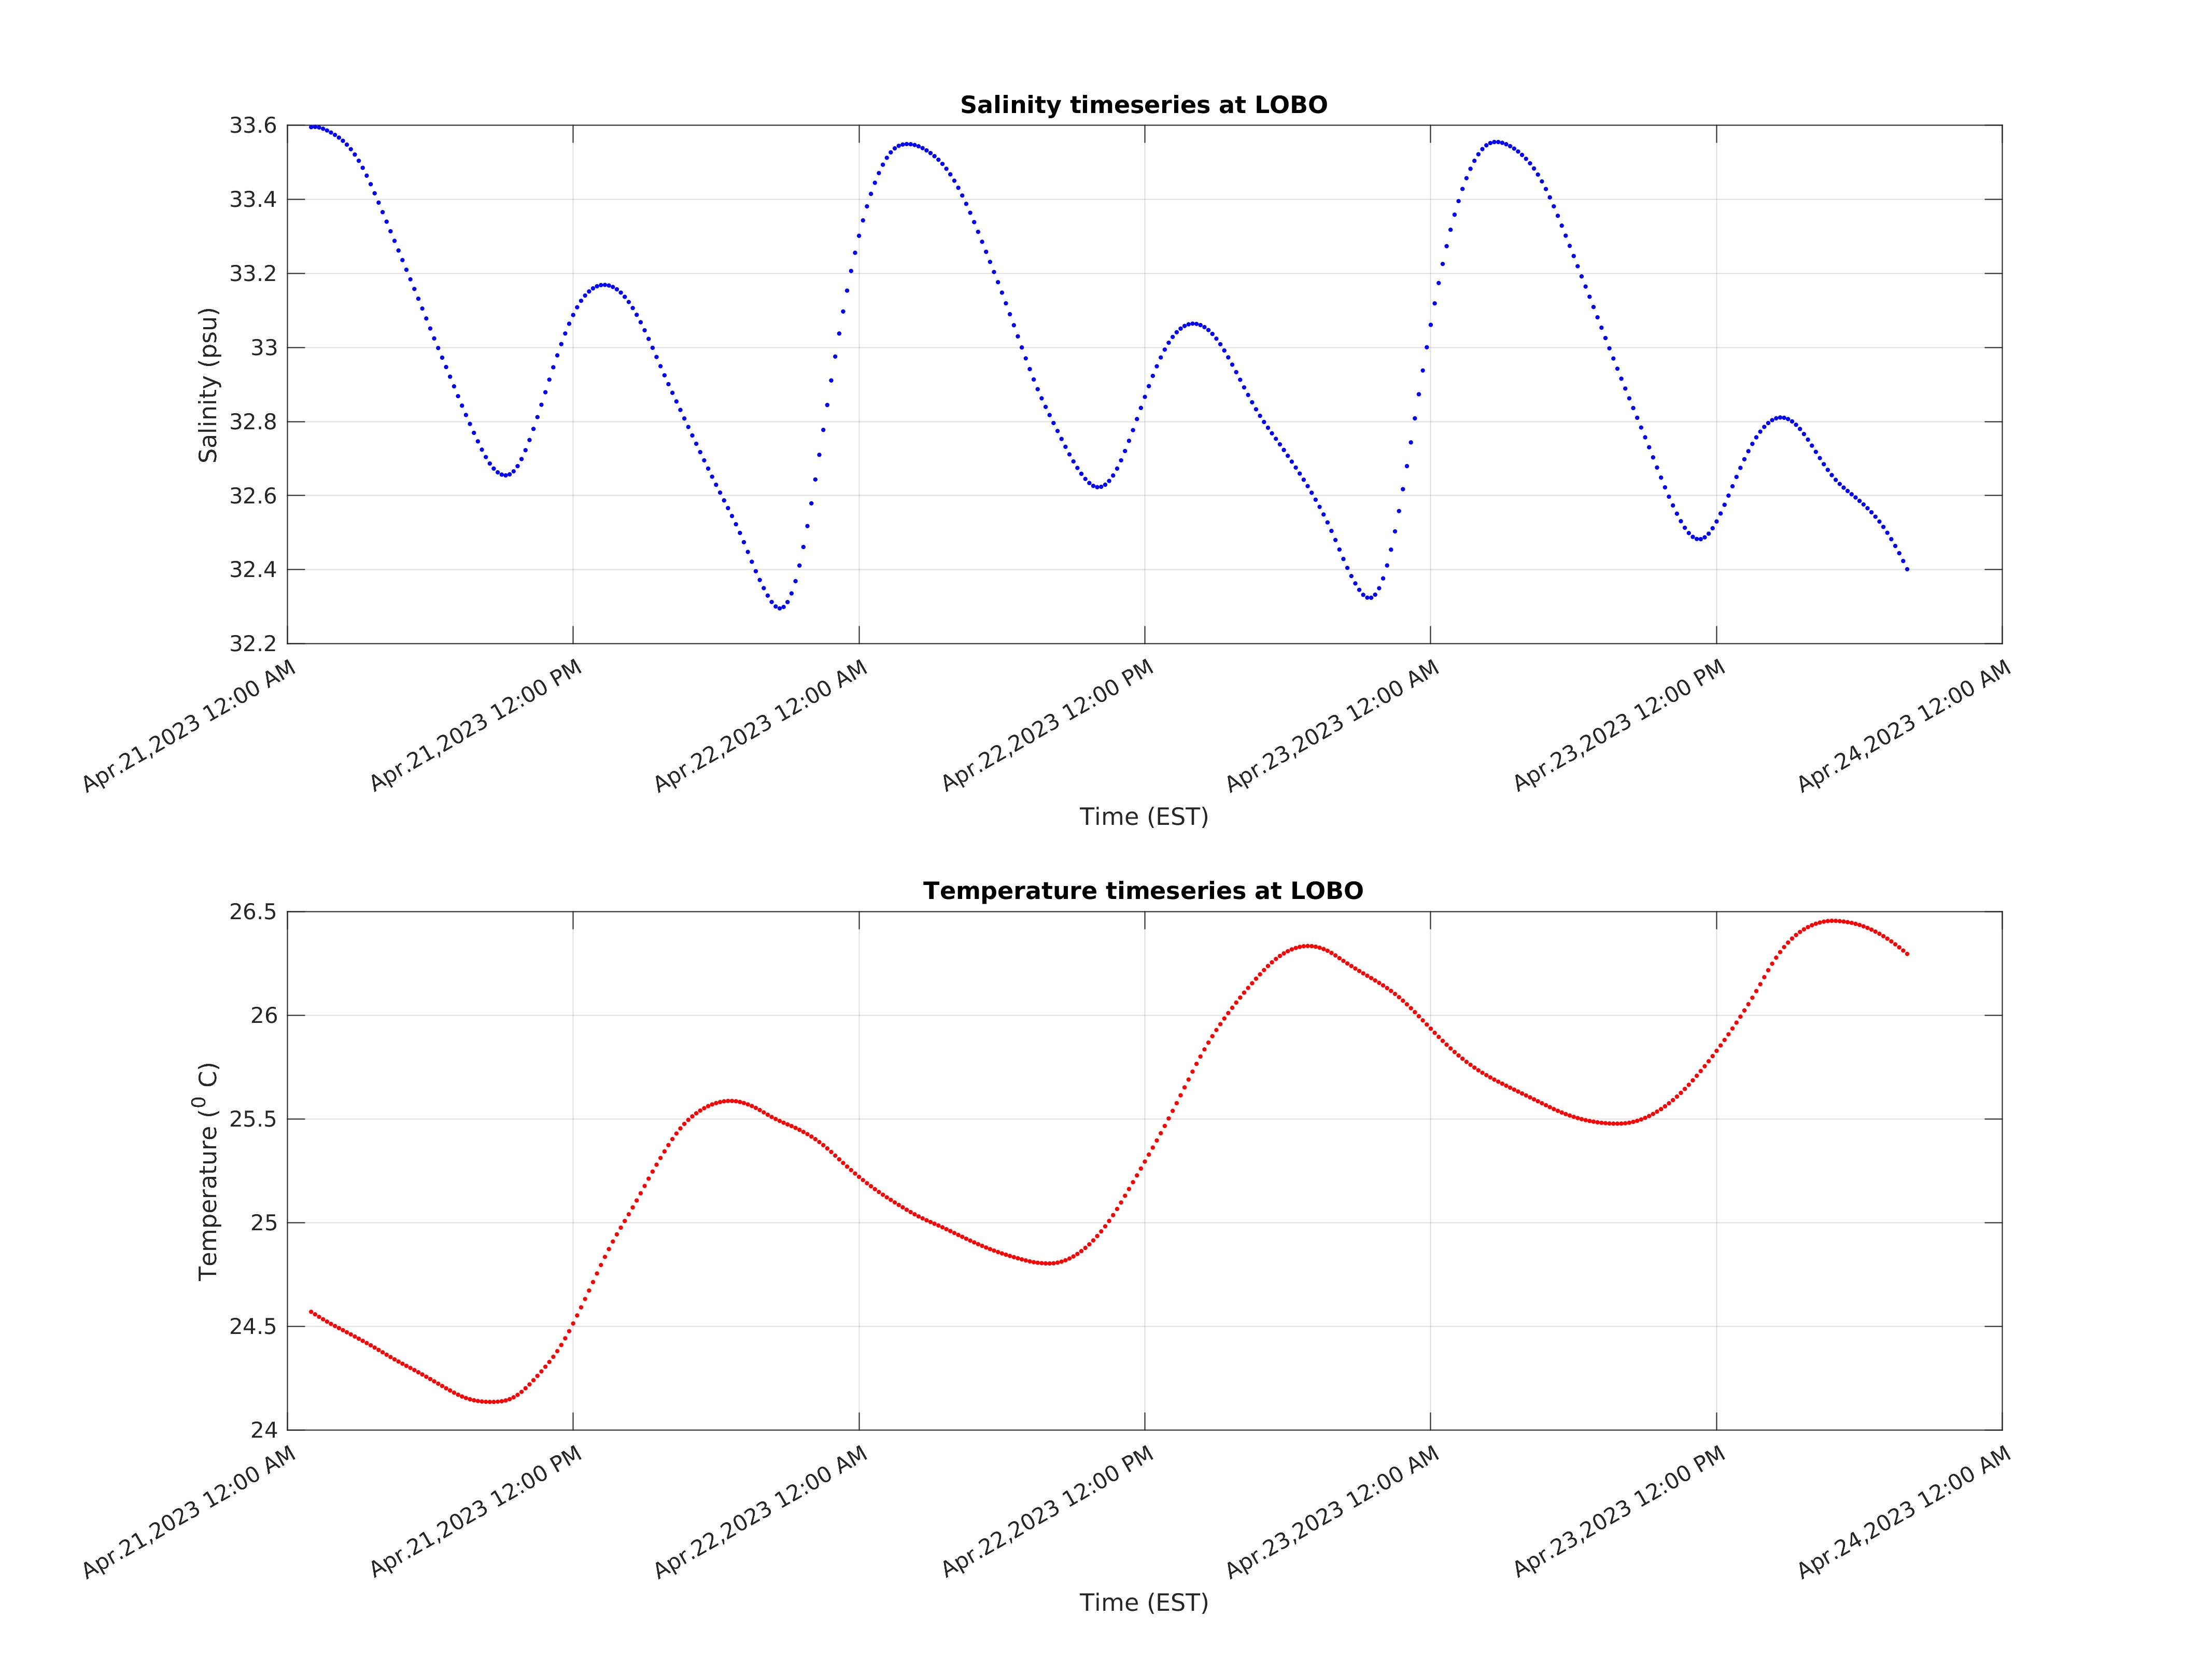 Salinity timeseries at LOBO
33.6
33.4
33.2
33
32.8
32.6
32.4
32.2
Salinity (psu)
Apr.21,2023 12:00 AM
Apr.21,2023 12:00 PM
Apr.22,2023 12:00 AM
Apr.22,2023 12:00 PM
Apr.23,2023 12:00 AM
Apr.23,2023 12:00 PM
Apr.24,2023 12:00 AM
Time (EST)
Temperature timeseries at LOBO
26.5
26
25.5
25
24.5
24
Temperature (⁰ C)
Apr.21,2023 12:00 AM
Apr.21,2023 12:00 PM
Apr.22,2023 12:00 AM
Apr.22,2023 12:00 PM
Apr.23,2023 12:00 AM
Apr.23,2023 12:00 PM
Apr.24,2023 12:00 AM
Time (EST)